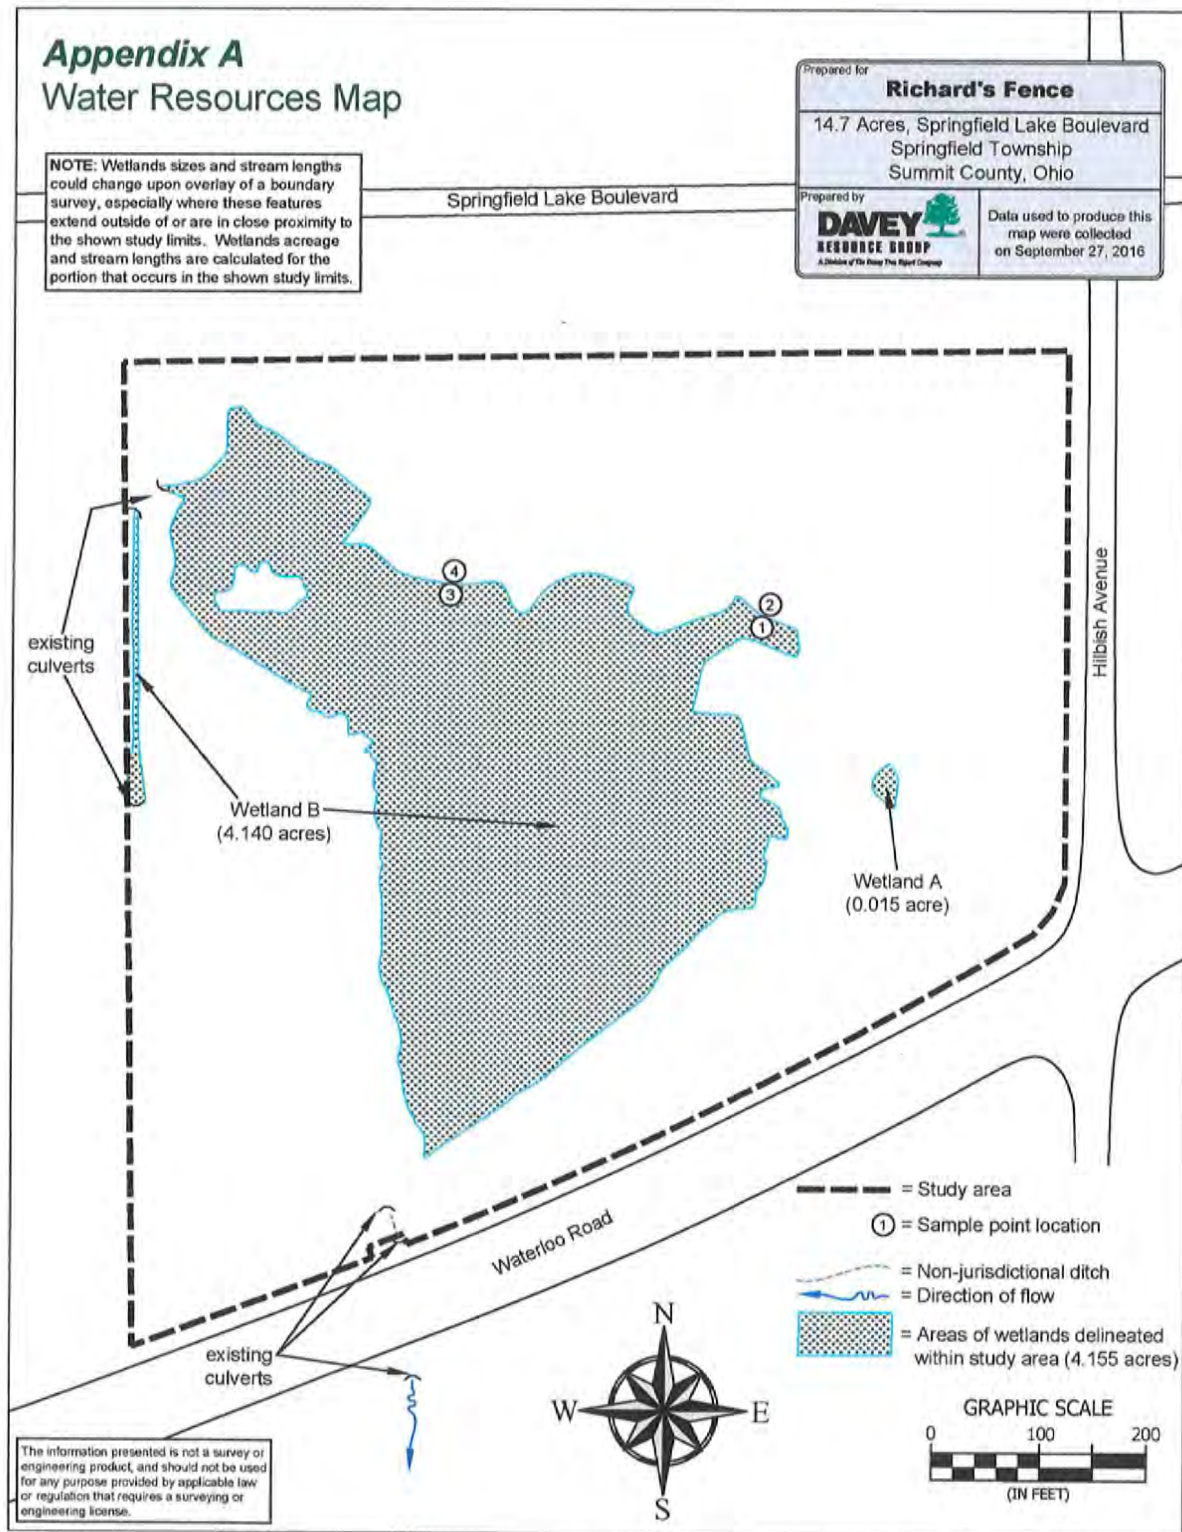 Appendix A
Water Resources Map
NOTE: Wetlands sizes and stream lengths
could change upon overlay of a boundary
survey, especially where these features
extend outside of or are in close proximity to
the shown study limits. Wetlands acreage
and stream lengths are calculated for the
portion that occurs in the shown study limits.
Prepared for
Richard's Fence
14.7 Acres, Springfield Lake Boulevard
Springfield Township
Summit County, Ohio
Prepared by
DAVEY
RESOURCE GROUP
A Division of The Davey Tree Expert Company
Data used to produce this
map were collected
on September 27, 2016
Springfield Lake Boulevard
Hilbish Avenue
4
3
2
1
existing
culverts
Wetland B
(4.140 acres)
Wetland A
(0.015 acre)
Waterloo Road
existing
culverts
= Study area
1 = Sample point location
= Non-jurisdictional ditch
= Direction of flow
= Areas of wetlands delineated
within study area (4.155 acres)
N
W E
S
GRAPHIC SCALE
0 100 200
(IN FEET)
The information presented is not a survey or
engineering product, and should not be used
for any purpose provided by applicable law
or regulation that requires a surveying or
engineering license.